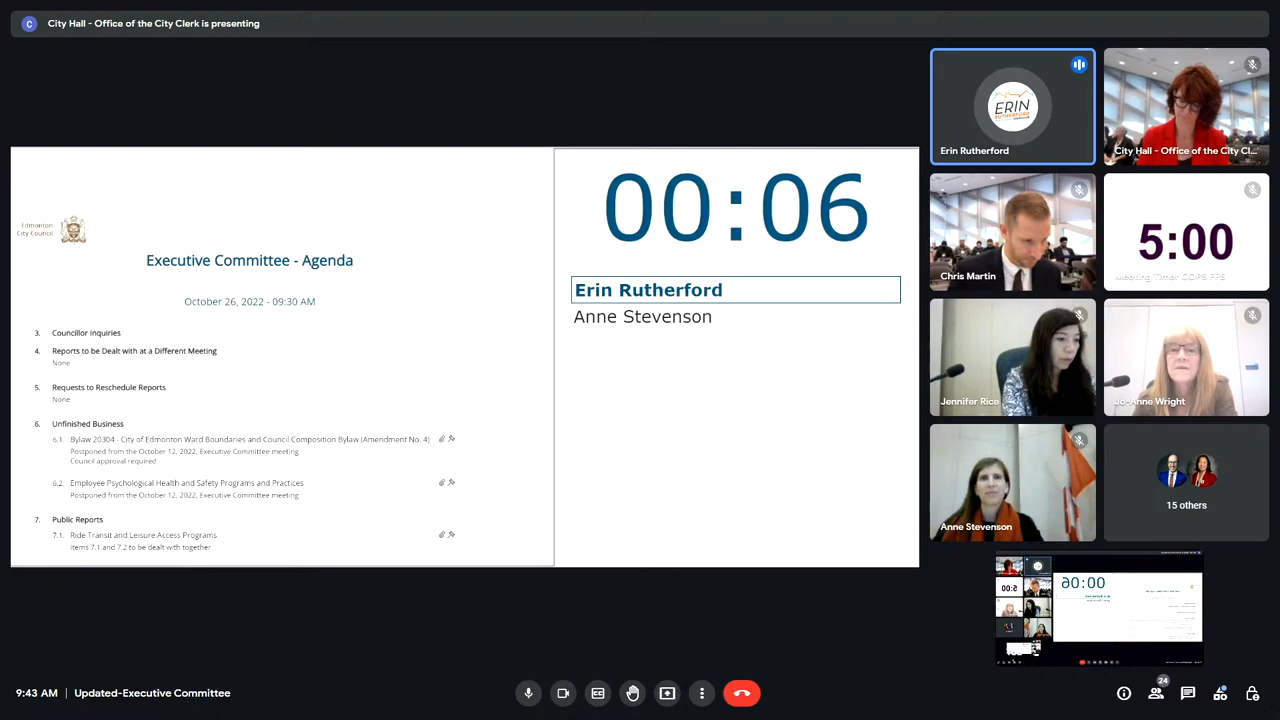 C City Hall - Office of the City Clerk is presenting
Edmonton
City Council
Executive Committee - Agenda
October 26, 2022 - 09:30 AM
3. Councillor Inquiries
4. Reports to be Dealt with at a Different Meeting
None
5. Requests to Reschedule Reports
None
6. Unfinished Business
6.1. Bylaw 20304 - City of Edmonton Ward Boundaries and Council Composition Bylaw (Amendment No. 4)
Postponed from the October 12, 2022, Executive Committee meeting
Council approval required
6.2. Employee Psychological Health and Safety Programs and Practices
Postponed from the October 12, 2022, Executive Committee meeting
7. Public Reports
7.1. Ride Transit and Leisure Access Programs
Items 7.1 and 7.2 to be dealt with together
00:06
Erin Rutherford
Anne Stevenson
ERIN
RUTHERFORD
Erin Rutherford
City Hall - Office of the City Cl...
Chris Martin
5:00
Meeting Timer COPS FPS
Jennifer Rice
Jo-Anne Wright
Anne Stevenson
15 others
9:43 AM | Updated-Executive Committee
24